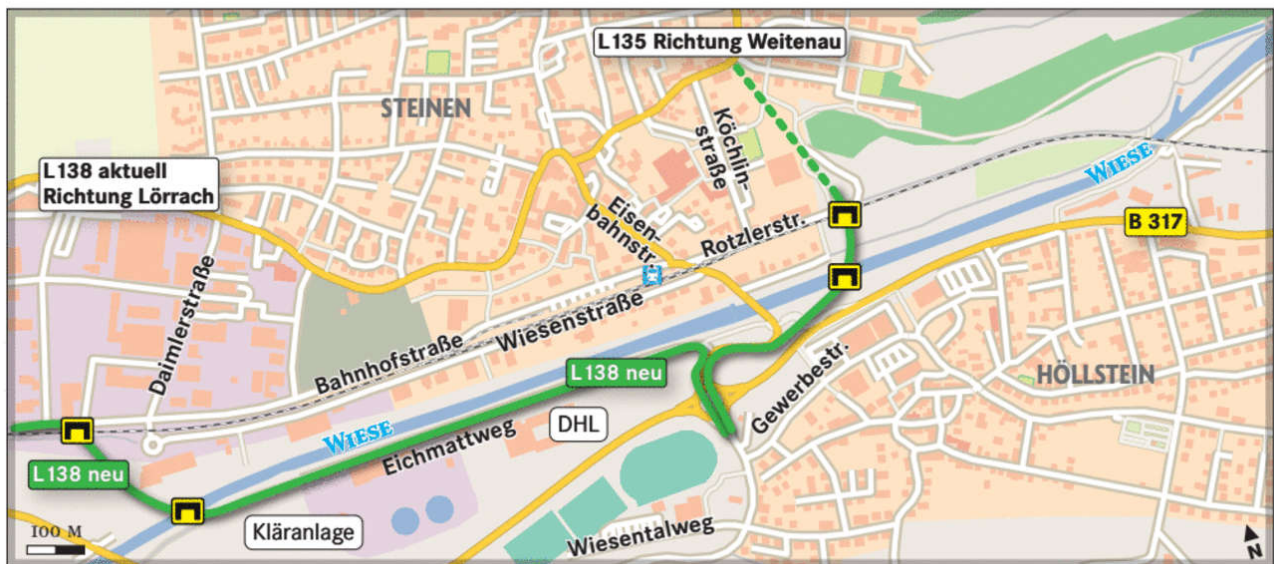 L135 Richtung Weitenau
STEINEN
Köchlin-
straße
WIESE
L138 aktuell
Richtung Lörrach
Eisen-
bahnstr.
Rotzlerstr.
B 317
Daimlerstraße
Wiesenstraße
Bahnhofstraße
L138 neu
Gewerbestr.
HÖLLSTEIN
DHL
WIESE
Eichmattweg
L138 neu
Kläranlage
Wiesentalweg
100 M
N